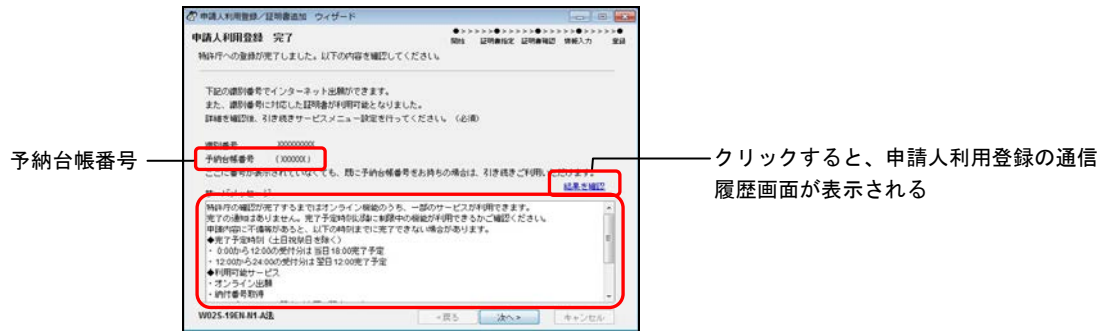 申請人利用登録／証明書追加 ウィザード
申請人利用登録 完了
開始 証明書指定 証明書確認 情報入力 登録
特許庁への登録が完了しました。以下の内容を確認してください。
下記の識別番号でインターネット出願ができます。
また、識別番号に対応した証明書が利用可能となりました。
詳細を確認後、引き続きサービスメニュー設定を行ってください。（必須）
識別番号 XXXXXXXXX
予納台帳番号
予納台帳番号 (XXXXXX)
クリックすると、申請人利用登録の通信
履歴画面が表示される
ここに番号が表示されていなくても、既に予納台帳番号をお持ちの場合は、引き続きご利用いただけます。
結果を確認
特許庁の確認が完了するまではオンライン機能のうち、一部のサービスが利用できます。
完了の通知はありません。完了予定時刻以降に制限中の機能が利用できるかご確認ください。
申請内容に不備等があると、以下の時刻までに完了できない場合があります。
◆完了予定時刻（土日祝祭日を除く）
・ 0:00から12:00の受付分は当日18:00完了予定
・ 12:00から24:00の受付分は翌日12:00完了予定
◆利用可能サービス
・オンライン出願
・納付番号取得
W02S-19EN-N1-A法
<戻る 次へ> キャンセル